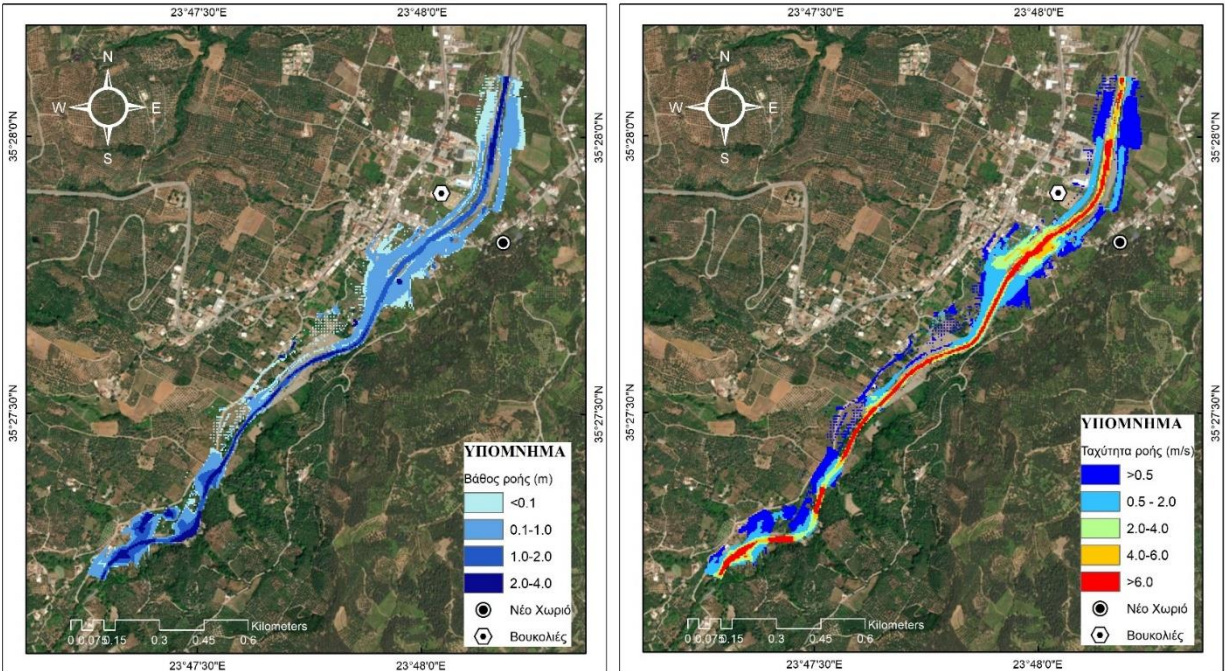 23°47'30"E 23°48'0"E
N
W E
S
35°28'0"N
35°28'0"N
35°27'30"N
35°27'30"N
ΥΠΟΜΝΗΜΑ
Βάθος ροής (m)
<0.1
0.1-1.0
1.0-2.0
2.0-4.0
Νέο Χωριό
Βουκολιές
Kilometers
0 0.075 0.15 0.3 0.45 0.6
23°47'30"E 23°48'0"E
23°47'30"E 23°48'0"E
N
W E
S
35°28'0"N
35°28'0"N
35°27'30"N
35°27'30"N
ΥΠΟΜΝΗΜΑ
Ταχύτητα ροής (m/s)
>0.5
0.5 - 2.0
2.0-4.0
4.0-6.0
>6.0
Νέο Χωριό
Βουκολιές
Kilometers
0 0.075 0.15 0.3 0.45 0.6
23°47'30"E 23°48'0"E